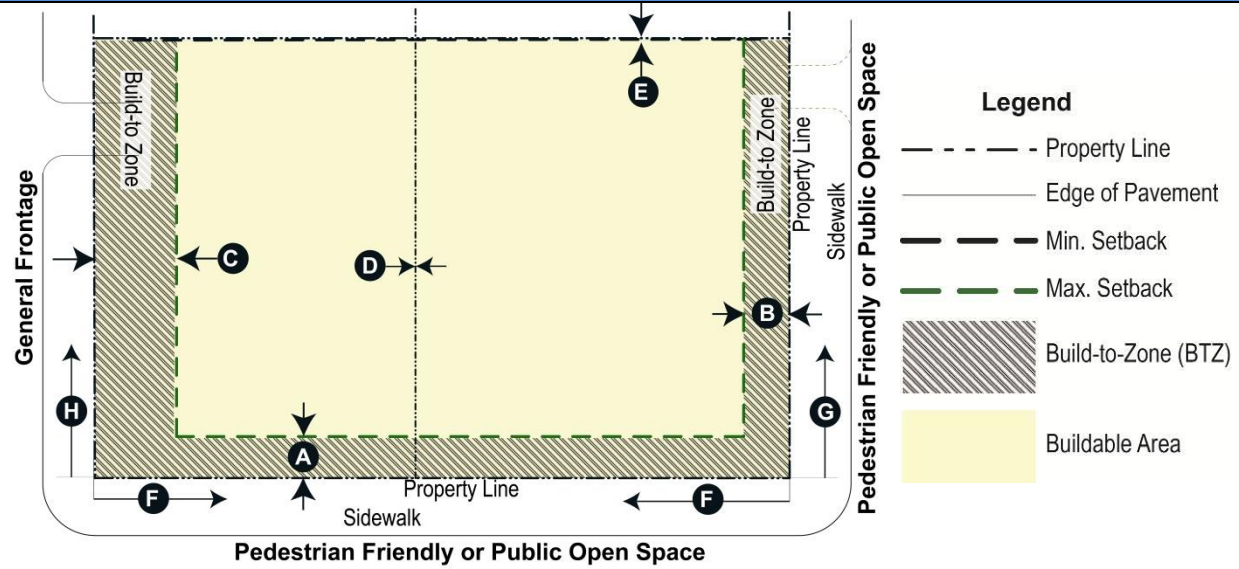 E
Build-to Zone
Build-to Zone
Property Line
Sidewalk
Pedestrian Friendly or Public Open Space
General Frontage
C
D
B
H
G
A
F
Property Line
F
Sidewalk
Pedestrian Friendly or Public Open Space
Legend
Property Line
Edge of Pavement
Min. Setback
Max. Setback
Build-to-Zone (BTZ)
Buildable Area